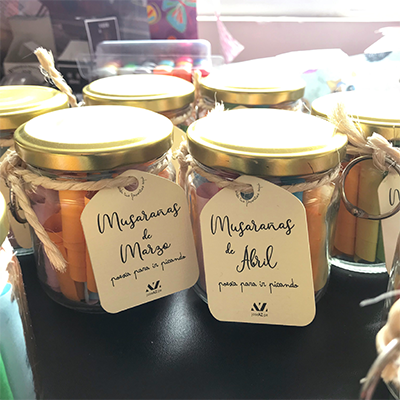 Musarañas
de
Marzo
poesía para ir picando
Musarañas
de
Abril
poesía para ir picando